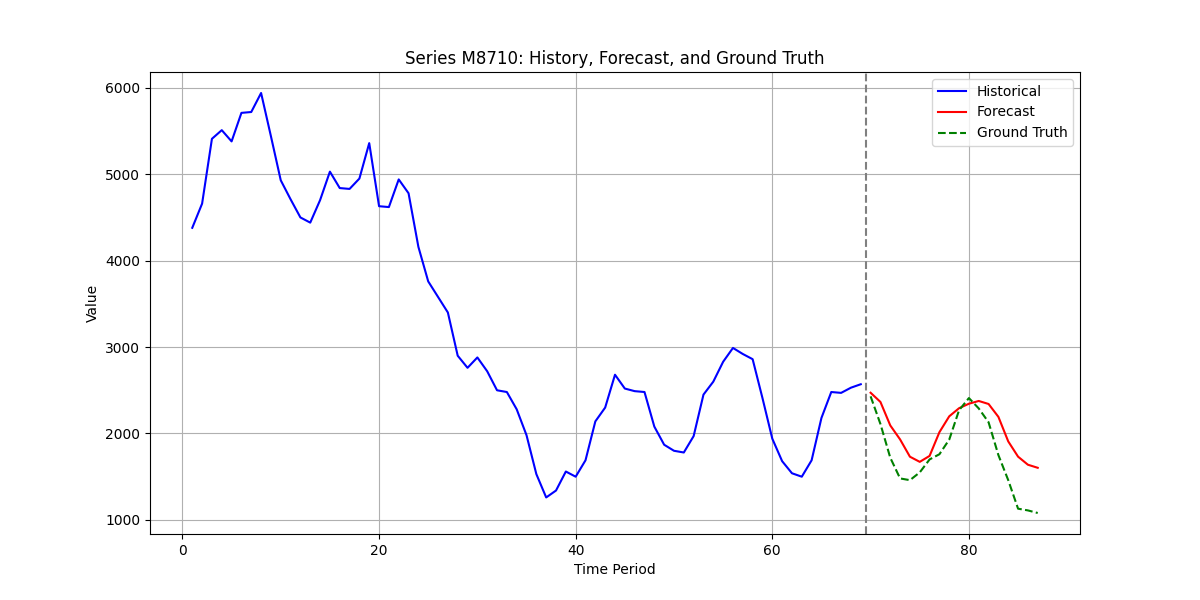 Series M8710: History, Forecast, and Ground Truth
Historical
Forecast
Ground Truth
Value
6000
5000
4000
3000
2000
1000
0
20
40
60
80
Time Period